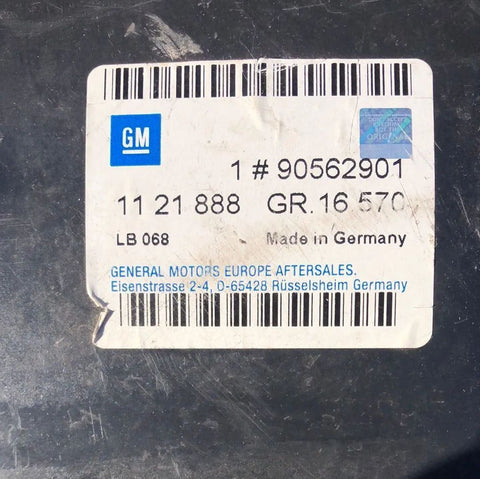 GM
1 # 90562901
11 21 888 GR.16 570
LB 068 Made in Germany
GENERAL MOTORS EUROPE AFTERSALES.
Eisenstrasse 2-4, D-65428 Rüsselsheim Germany
ORIGINAL